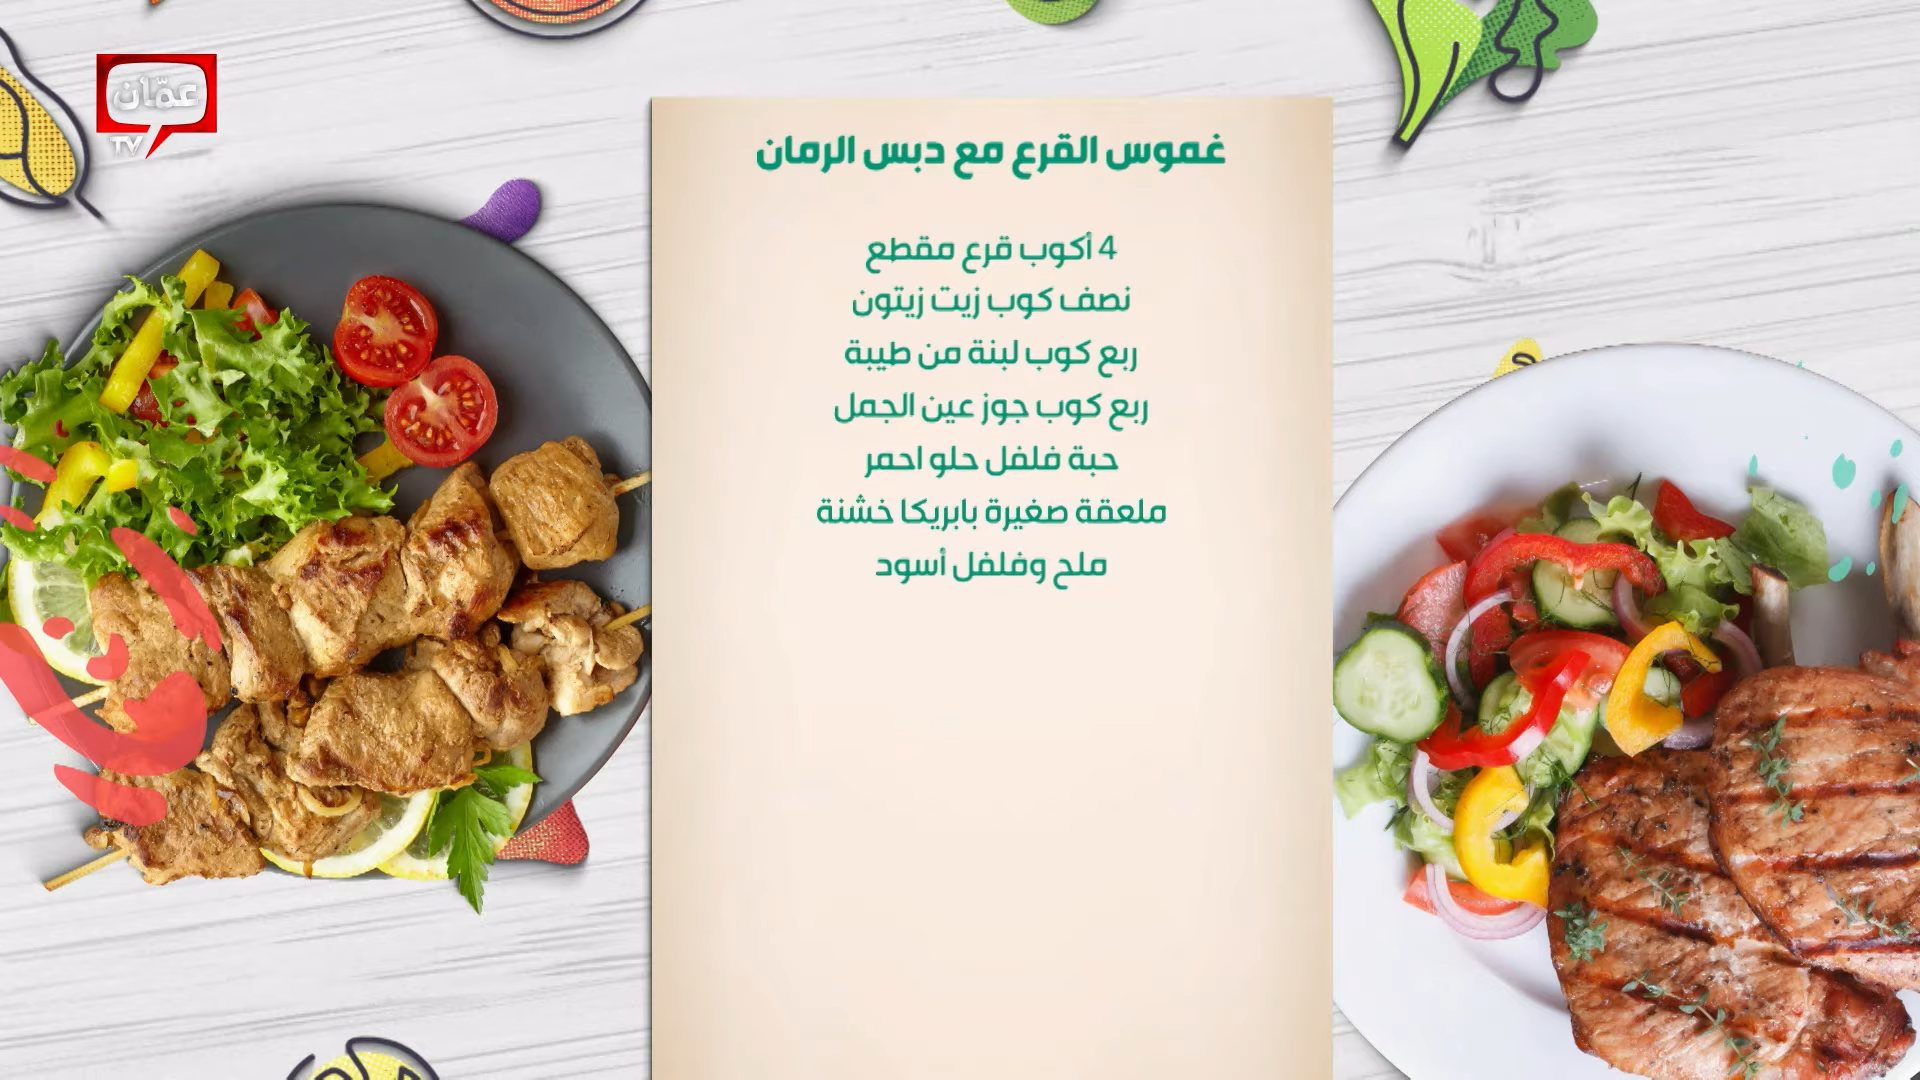 عمّان
TV
غموس القرع مع دبس الرمان
4 أكوب قرع مقطع
نصف كوب زيت زيتون
ربع كوب لبنة من طيبة
ربع كوب جوز عين الجمل
حبة فلفل حلو احمر
ملعقة صغيرة بابريكا خشنة
ملح وفلفل أسود